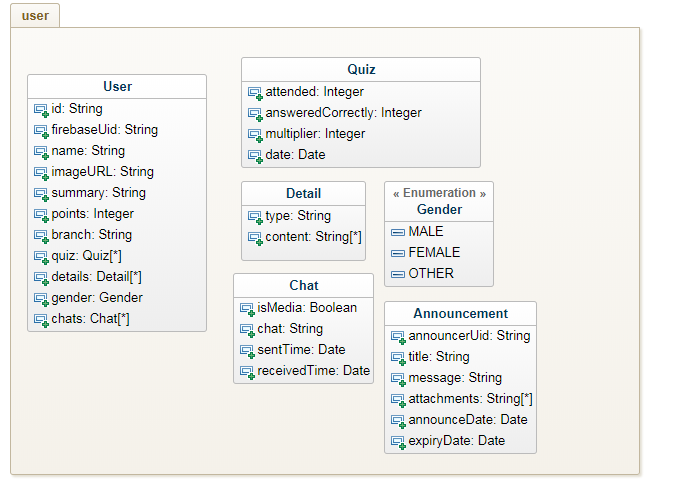 user
User
id: String
firebaseUid: String
name: String
imageURL: String
summary: String
points: Integer
branch: String
quiz: Quiz[*]
details: Detail[*]
gender: Gender
chats: Chat[*]
Quiz
attended: Integer
answeredCorrectly: Integer
multiplier: Integer
date: Date
Detail
type: String
content: String[*]
« Enumeration »
Gender
MALE
FEMALE
OTHER
Chat
isMedia: Boolean
chat: String
sentTime: Date
receivedTime: Date
Announcement
announcerUid: String
title: String
message: String
attachments: String[*]
announceDate: Date
expiryDate: Date